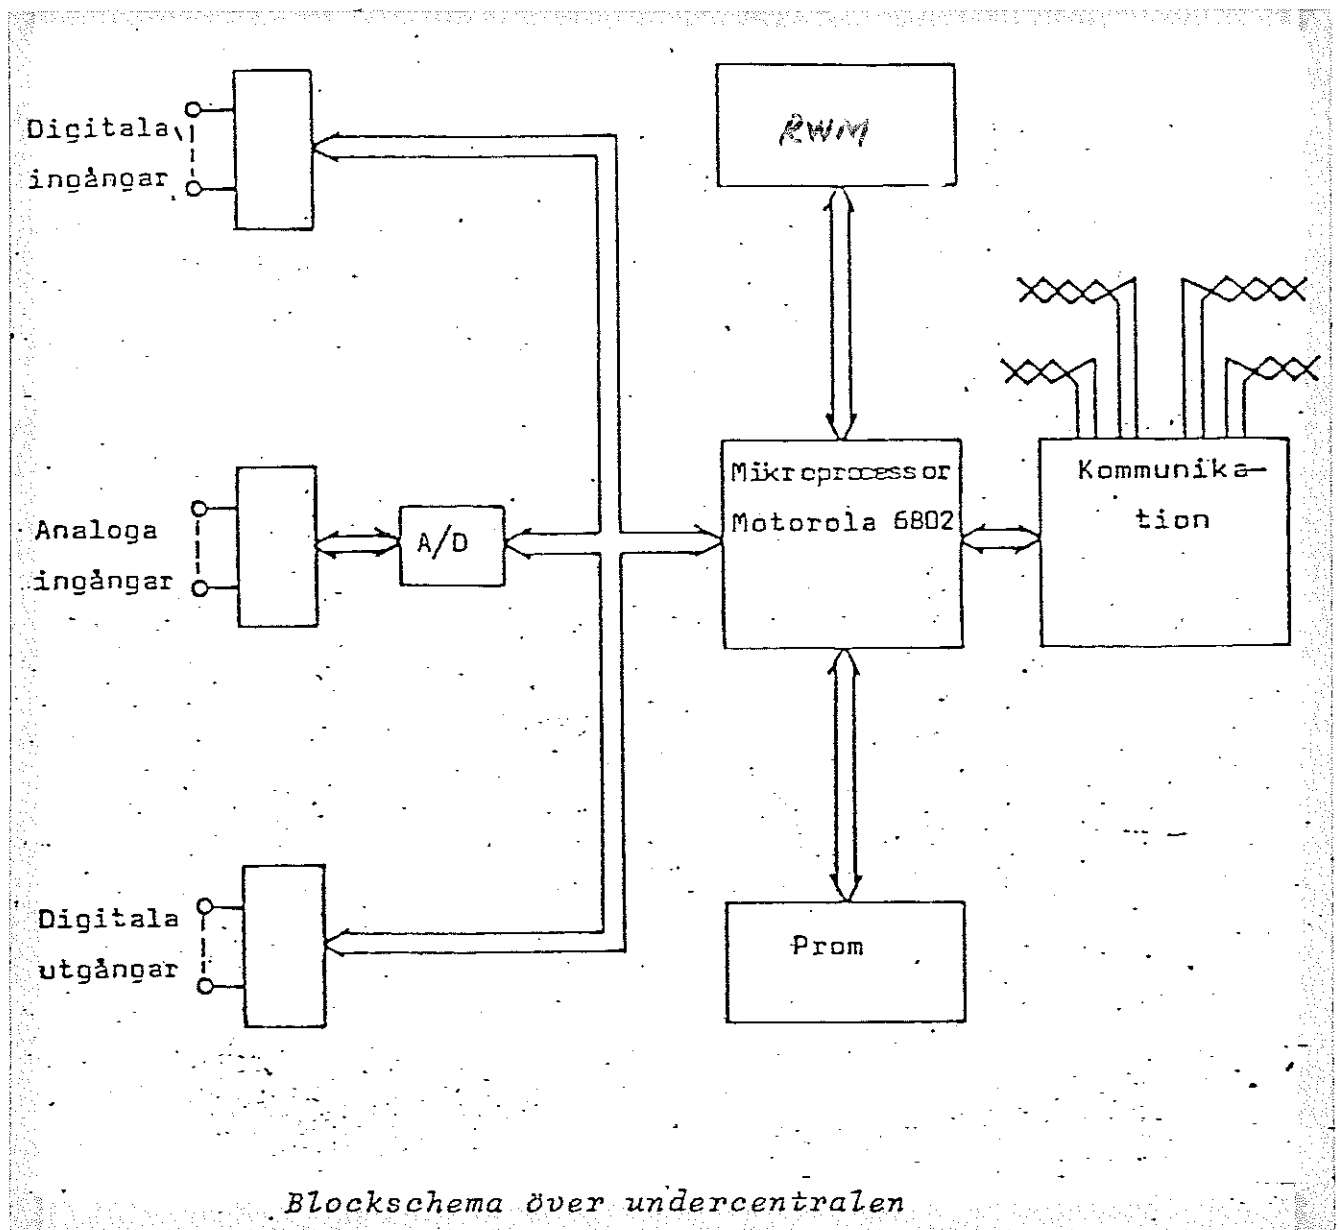 Digitala
ingångar
RWM
Analoga
ingångar
A/D
Mikroprocessor
Motorola 6802
Kommunika-
tion
Digitala
utgångar
Prom
Blockschema över undercentralen